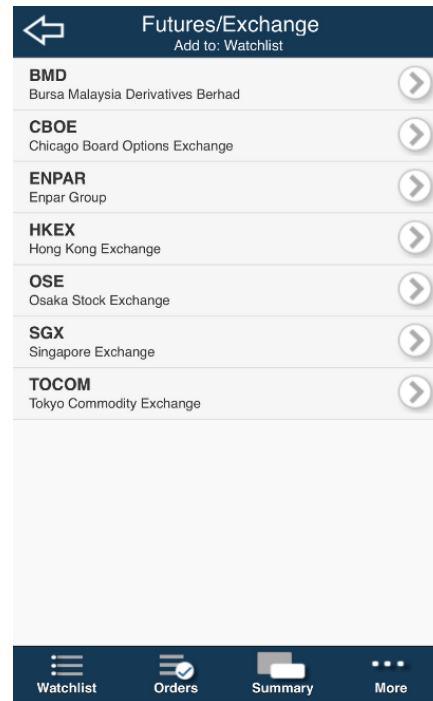 Futures/Exchange
Add to: Watchlist
BMD
Bursa Malaysia Derivatives Berhad
CBOE
Chicago Board Options Exchange
ENPAR
Enpar Group
HKEX
Hong Kong Exchange
OSE
Osaka Stock Exchange
SGX
Singapore Exchange
TOCOM
Tokyo Commodity Exchange
Watchlist Orders Summary More